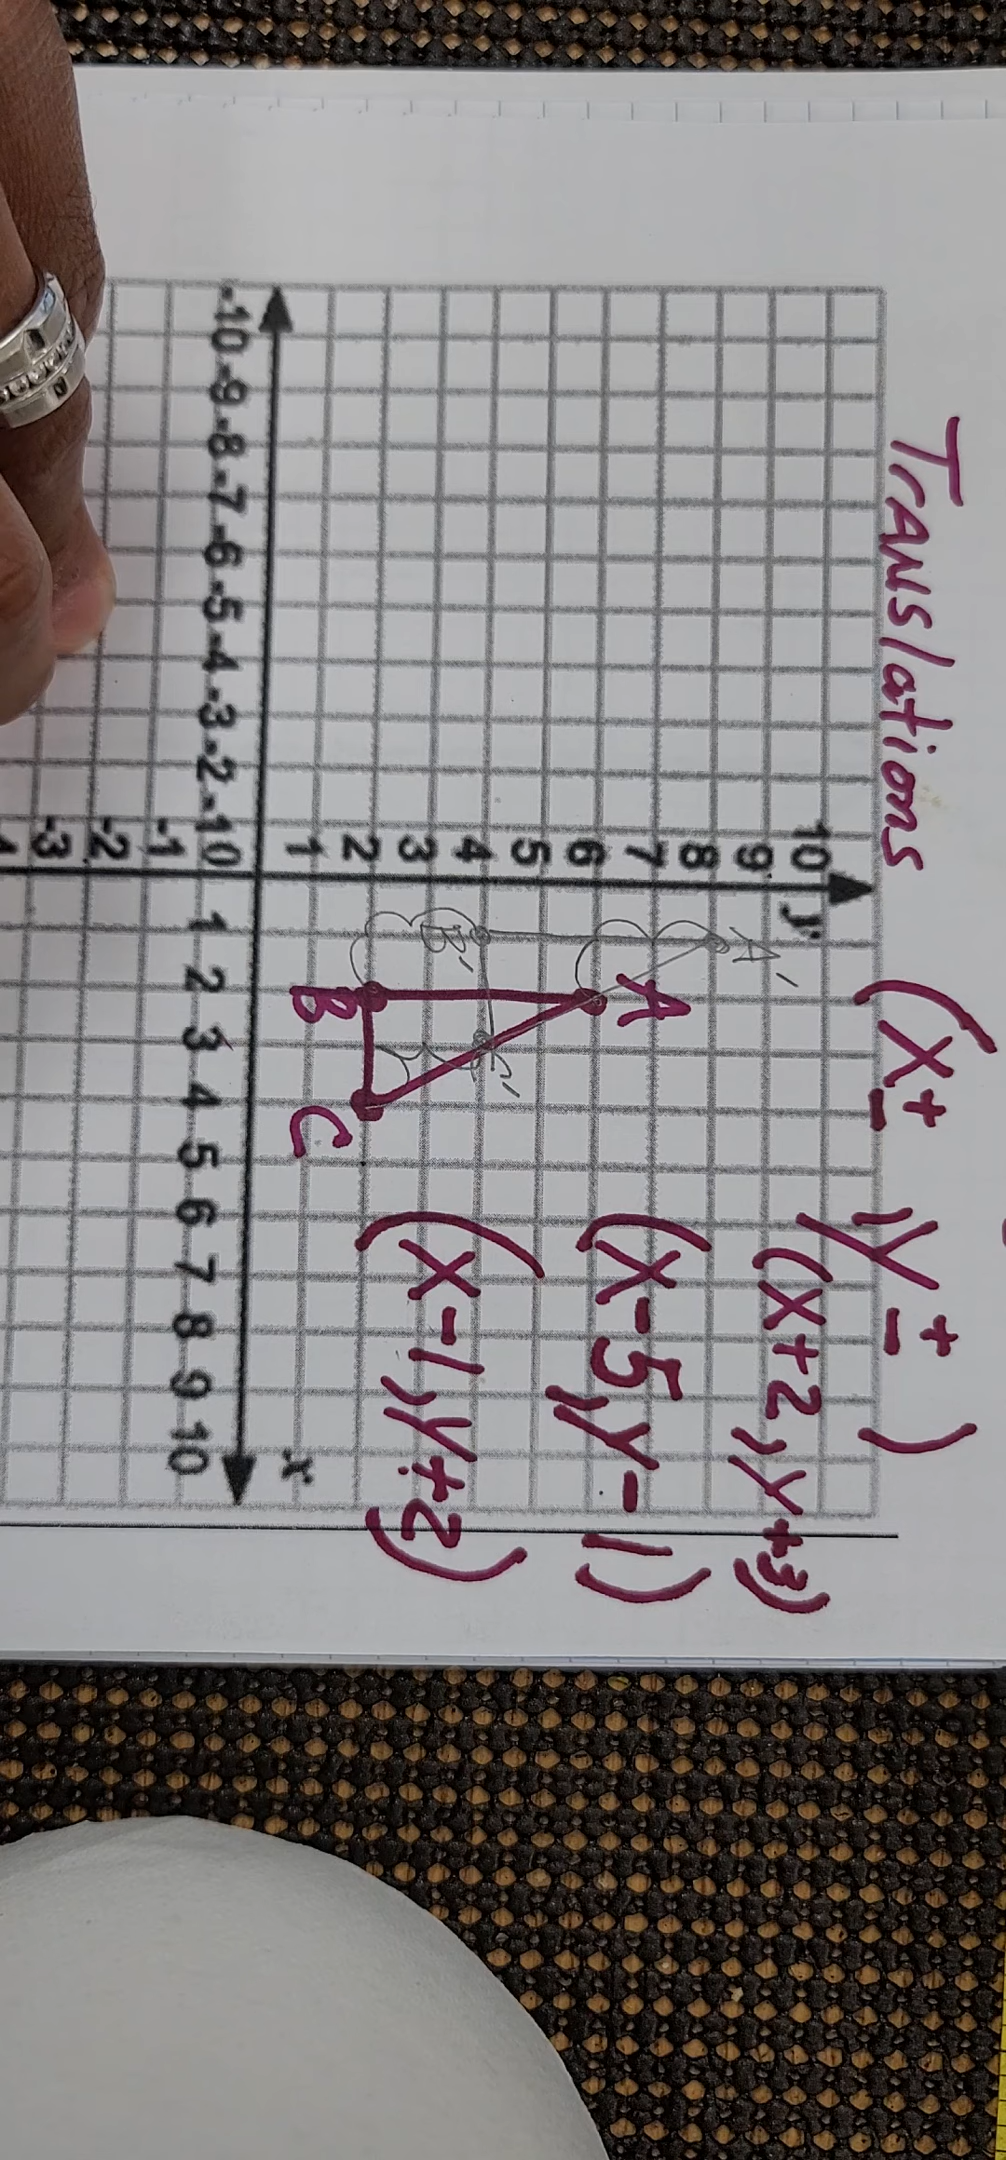 Translations (x± , y± )
(x+2, y+3)
(x-5, y-1)
(x-1, y+2)
y
10
9
8
7
6
5
4
3
2
1
A'
A
B'
C'
B
C
x
-10 -9 -8 -7 -6 -5 -4 -3 -2 -1 0 1 2 3 4 5 6 7 8 9 10
-1
-2
-3